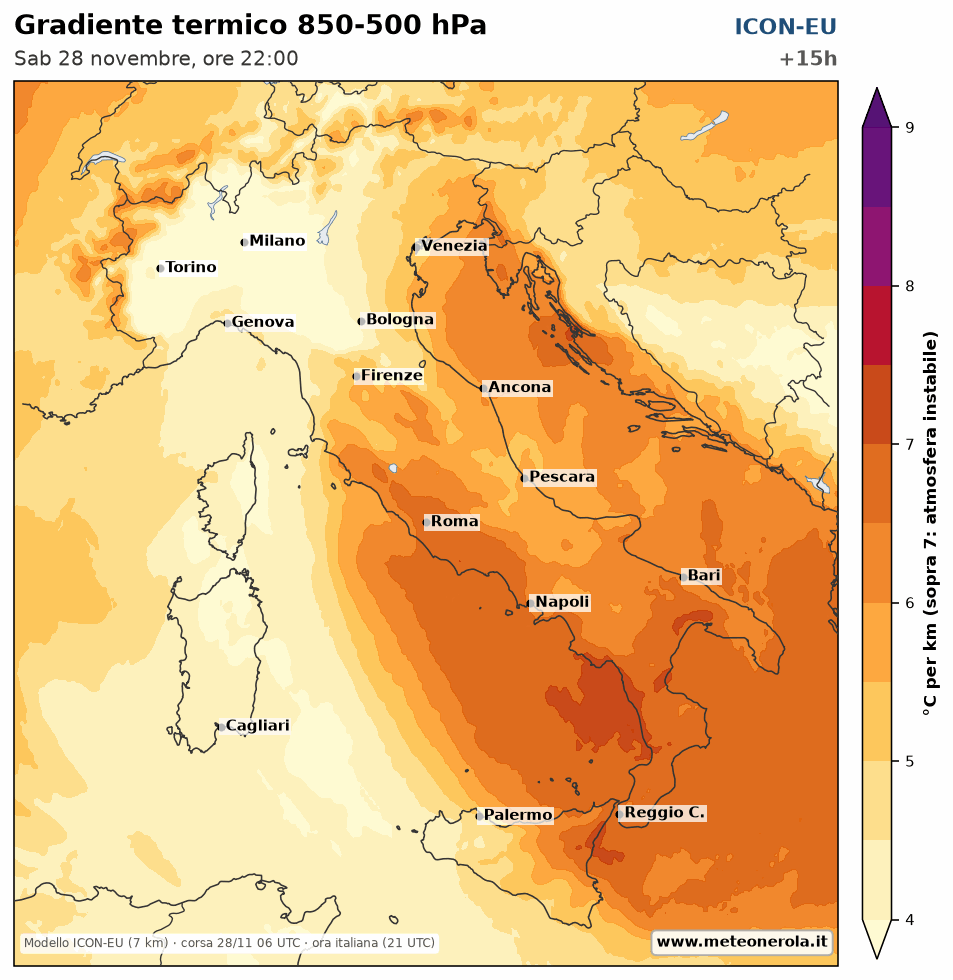 Gradiente termico 850-500 hPa
ICON-EU
Sab 28 novembre, ore 22:00
+15h
9
8
7
6
5
4
°C per km (sopra 7: atmosfera instabile)
Milano
Venezia
Torino
Genova
Bologna
Firenze
Ancona
Pescara
Roma
Bari
Napoli
Cagliari
Palermo
Reggio C.
Modello ICON-EU (7 km) · corsa 28/11 06 UTC · ora italiana (21 UTC)
www.meteonerola.it